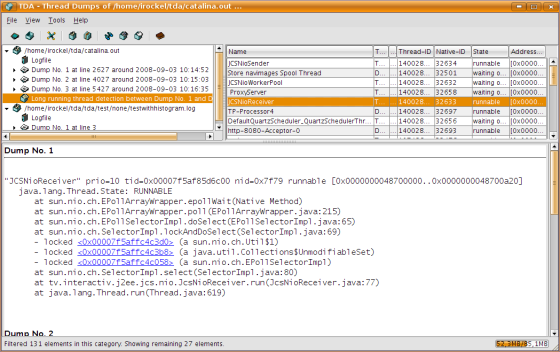 TDA - Thread Dumps of /home/irockel/tda/catalina.out ...
File View Tools Help
/home/irockel/tda/catalina.out
Logfile
Dump No. 1 at line 2627 around 2008-09-03 10:14:52
Dump No. 2 at line 4027 around 2008-09-03 10:15:03
Dump No. 3 at line 5427 around 2008-09-03 10:16:35
Long running thread detection between Dump No. 1 and D
/home/irockel/tda/test/none/testwithhistogram.log
Logfile
Dump No. 1 at line 3
Name T... ... Thread-ID Native-ID State Address...
JCSNioSender T... 140028... 32634 runnable [0x0000...
Store navimages Spool Thread D... 140028... 32501 waiting o... [0x0000...
JCSNioWorkerPool T... 140028... 32632 waiting o... [0x0000...
ProxyServer T... 140028... 32658 waiting o... [0x0000...
JCSNioReceiver T... 140028... 32633 runnable [0x0000...
TP-Processor4 D... 140028... 32697 runnable [0x0000...
DefaultQuartzScheduler_QuartzSchedulerThr... T... 140028... 32656 waiting o... [0x0000...
http-8080-Acceptor-0 D... 140028... 32693 runnable [0x0000...
Dump No. 1
"JCSNioReceiver" prio=10 tid=0x00007f5af85d6c00 nid=0x7f79 runnable [0x0000000048700000..0x0000000048700a20]
java.lang.Thread.State: RUNNABLE
at sun.nio.ch.EPollArrayWrapper.epollWait(Native Method)
at sun.nio.ch.EPollArrayWrapper.poll(EPollArrayWrapper.java:215)
at sun.nio.ch.EPollSelectorImpl.doSelect(EPollSelectorImpl.java:65)
at sun.nio.ch.SelectorImpl.lockAndDoSelect(SelectorImpl.java:69)
- locked <0x00007f5affc4c3d0> (a sun.nio.ch.Util$1)
- locked <0x00007f5affc4c3b8> (a java.util.Collections$UnmodifiableSet)
- locked <0x00007f5affc4c058> (a sun.nio.ch.EPollSelectorImpl)
at sun.nio.ch.SelectorImpl.select(SelectorImpl.java:80)
at tv.interactiv.j2ee.jcs.nio.JcsNioReceiver.run(JcsNioReceiver.java:77)
at java.lang.Thread.run(Thread.java:619)
Dump No. 2
Filtered 131 elements in this category. Showing remaining 27 elements.